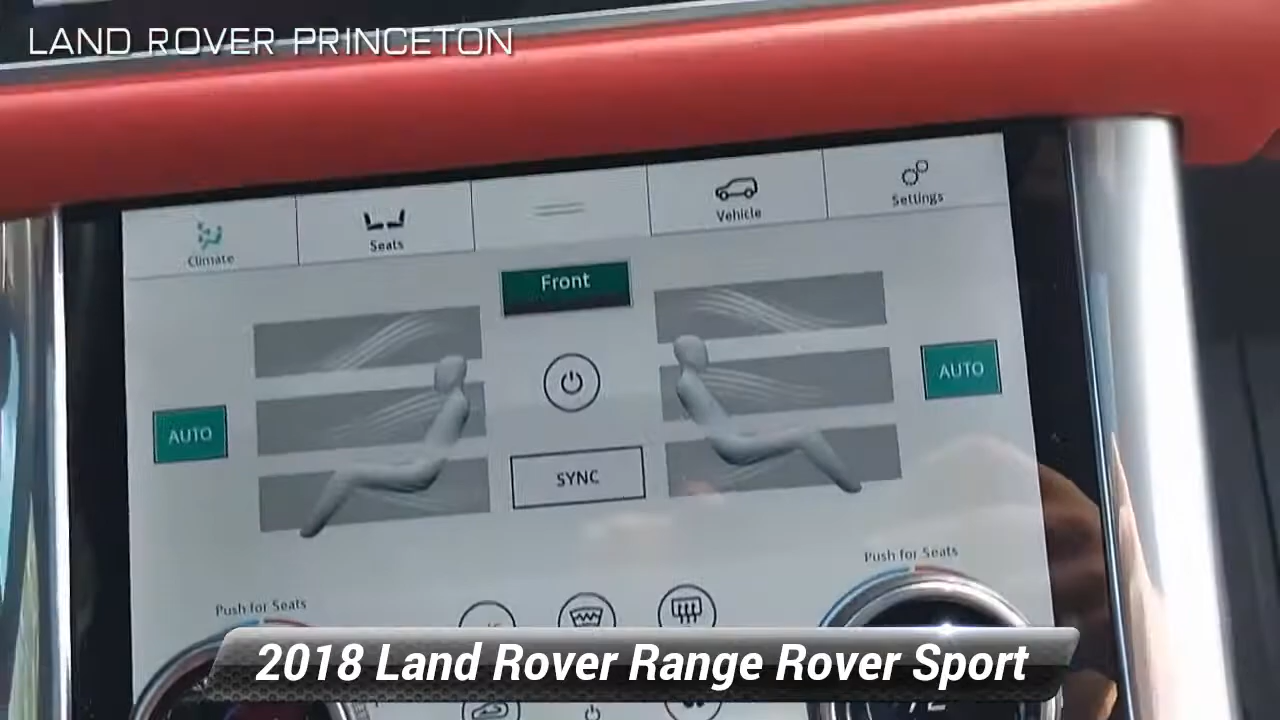 LAND ROVER PRINCETON
Climate
Seats
Vehicle
Settings
Front
AUTO
AUTO
SYNC
Push for Seats
Push for Seats
2018 Land Rover Range Rover Sport